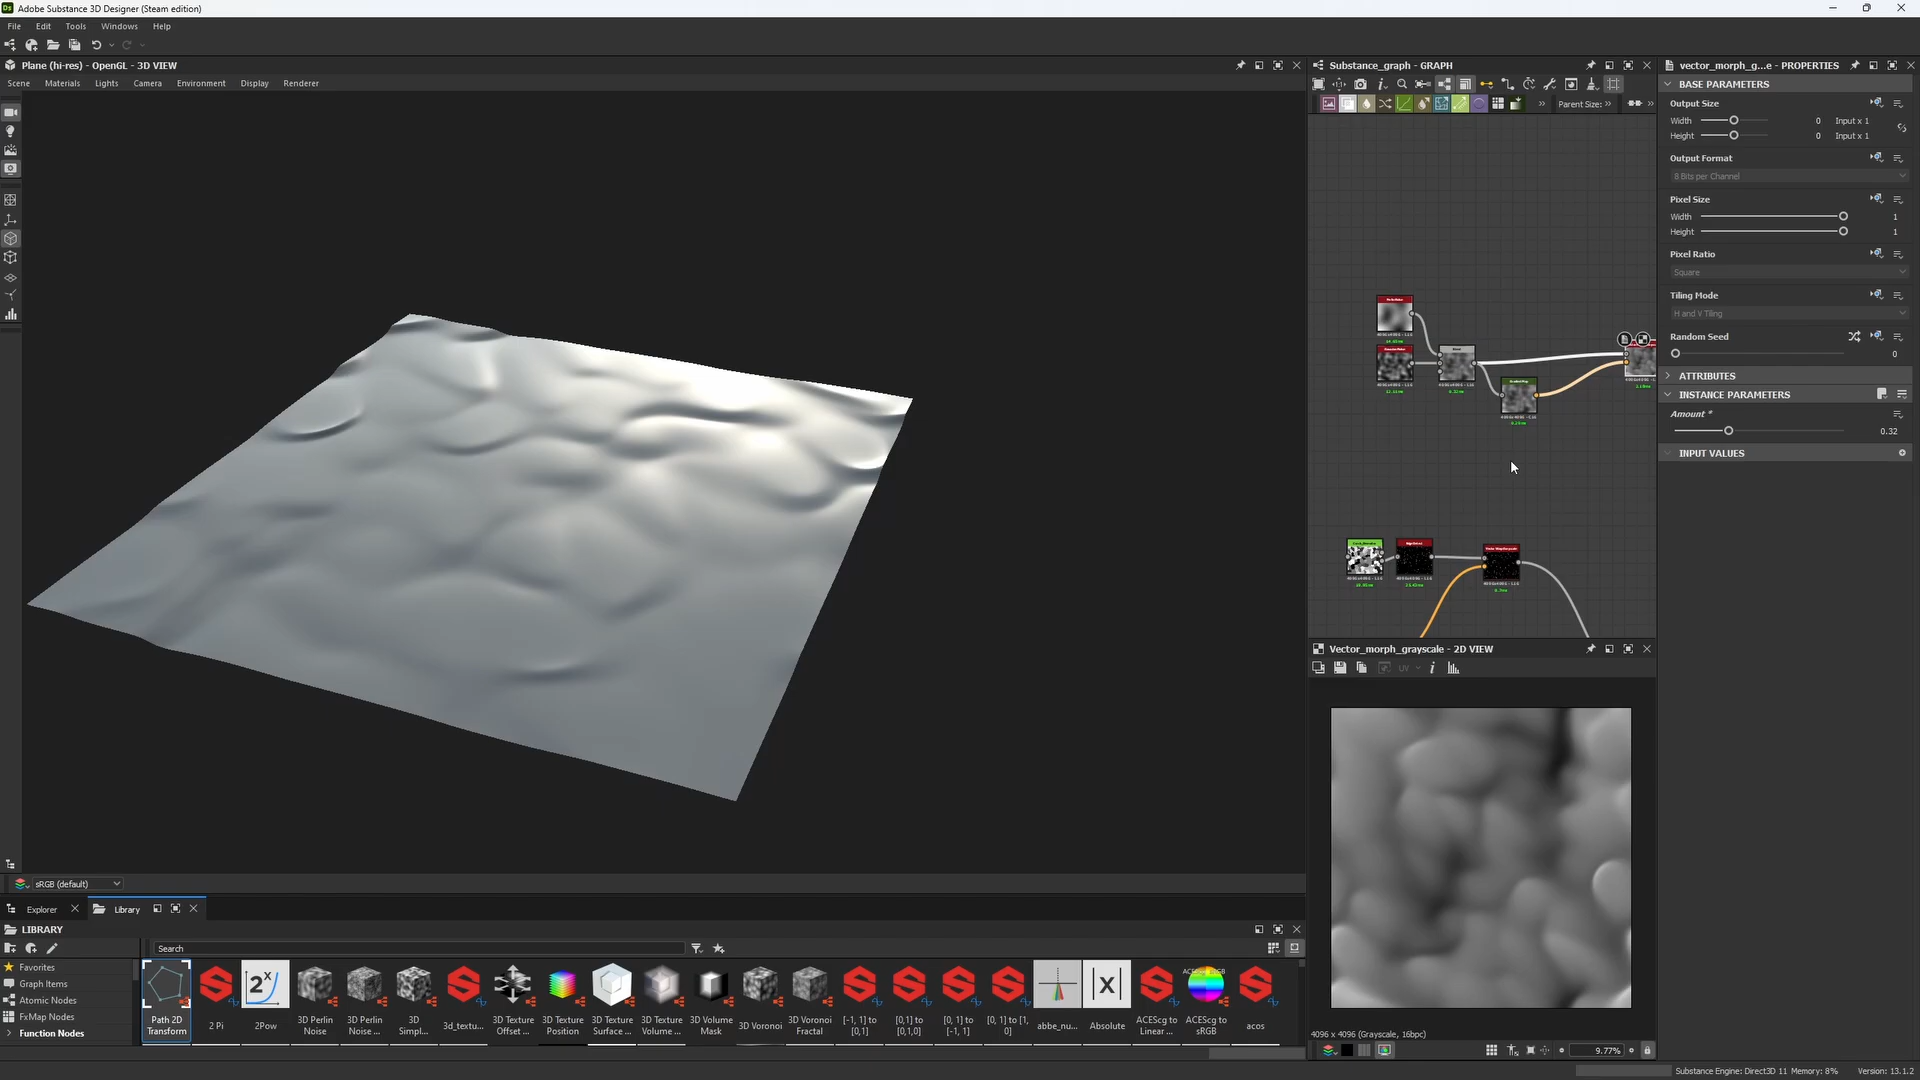 Adobe Substance 3D Designer (Steam edition)
File Edit Tools Windows Help
Plane (hi-res) - OpenGL - 3D VIEW
Scene Materials Lights Camera Environment Display Renderer
sRGB (default)
Substance_graph - GRAPH
Parent Size:
Vector_morph_grayscale - 2D VIEW
UV
4096 x 4096 (Grayscale, 16bpc)
9.77%
vector_morph_g...e - PROPERTIES
BASE PARAMETERS
Output Size
Width 0 Input x 1
Height 0 Input x 1
Output Format
8 Bits per Channel
Pixel Size
Width 1
Height 1
Pixel Ratio
Square
Tiling Mode
H and V Tiling
Random Seed
0
ATTRIBUTES
INSTANCE PARAMETERS
Amount *
0.32
INPUT VALUES
Explorer Library
LIBRARY
Search
Favorites
Graph Items
Atomic Nodes
FxMap Nodes
Function Nodes
Path 2D Transform
2 Pi
2Pow
3D Perlin Noise
3D Perlin Noise ...
3D Simpl...
3d_textu...
3D Texture Offset ...
3D Texture Position
3D Texture Surface ...
3D Texture Volume ...
3D Volume Mask
3D Voronoi
3D Voronoi Fractal
[-1, 1] to [0,1]
[0,1] to [0,1,0]
[0, 1] to [-1, 1]
[0, 1] to [1, 0]
abbe_nu...
Absolute
ACEScg to Linear ...
ACEScg to sRGB
acos
Substance Engine: Direct3D 11 Memory: 8% Version: 13.1.2